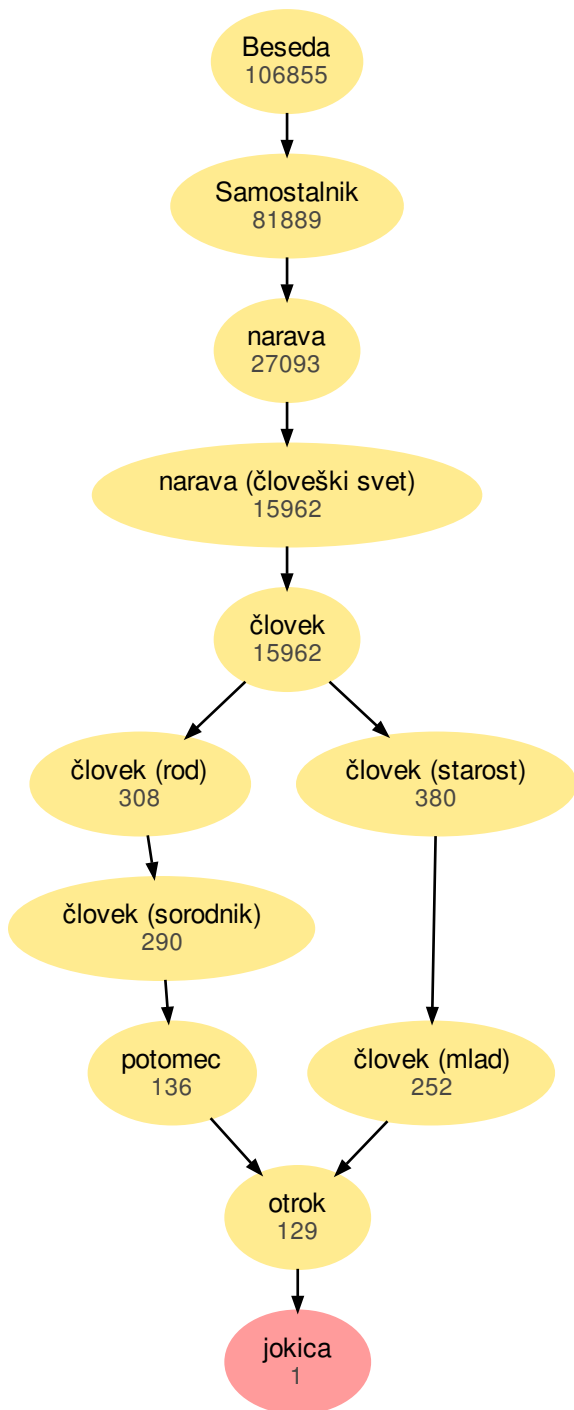 Beseda
106855
Samostalnik
81889
narava
27093
narava (človeški svet)
15962
človek
15962
človek (rod)
308
človek (starost)
380
človek (sorodnik)
290
potomec
136
človek (mlad)
252
otrok
129
jokica
1